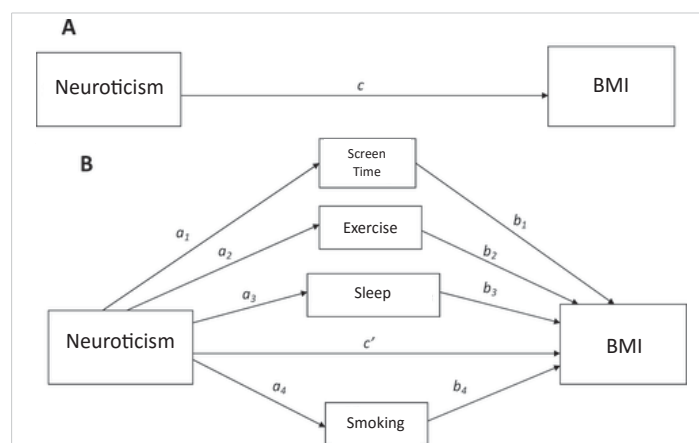 A
Neuroticism
c
BMI
B
Screen
Time
a₁
b₁
Exercise
a₂
b₂
Sleep
a₃
b₃
Neuroticism
c'
BMI
a₄
b₄
Smoking